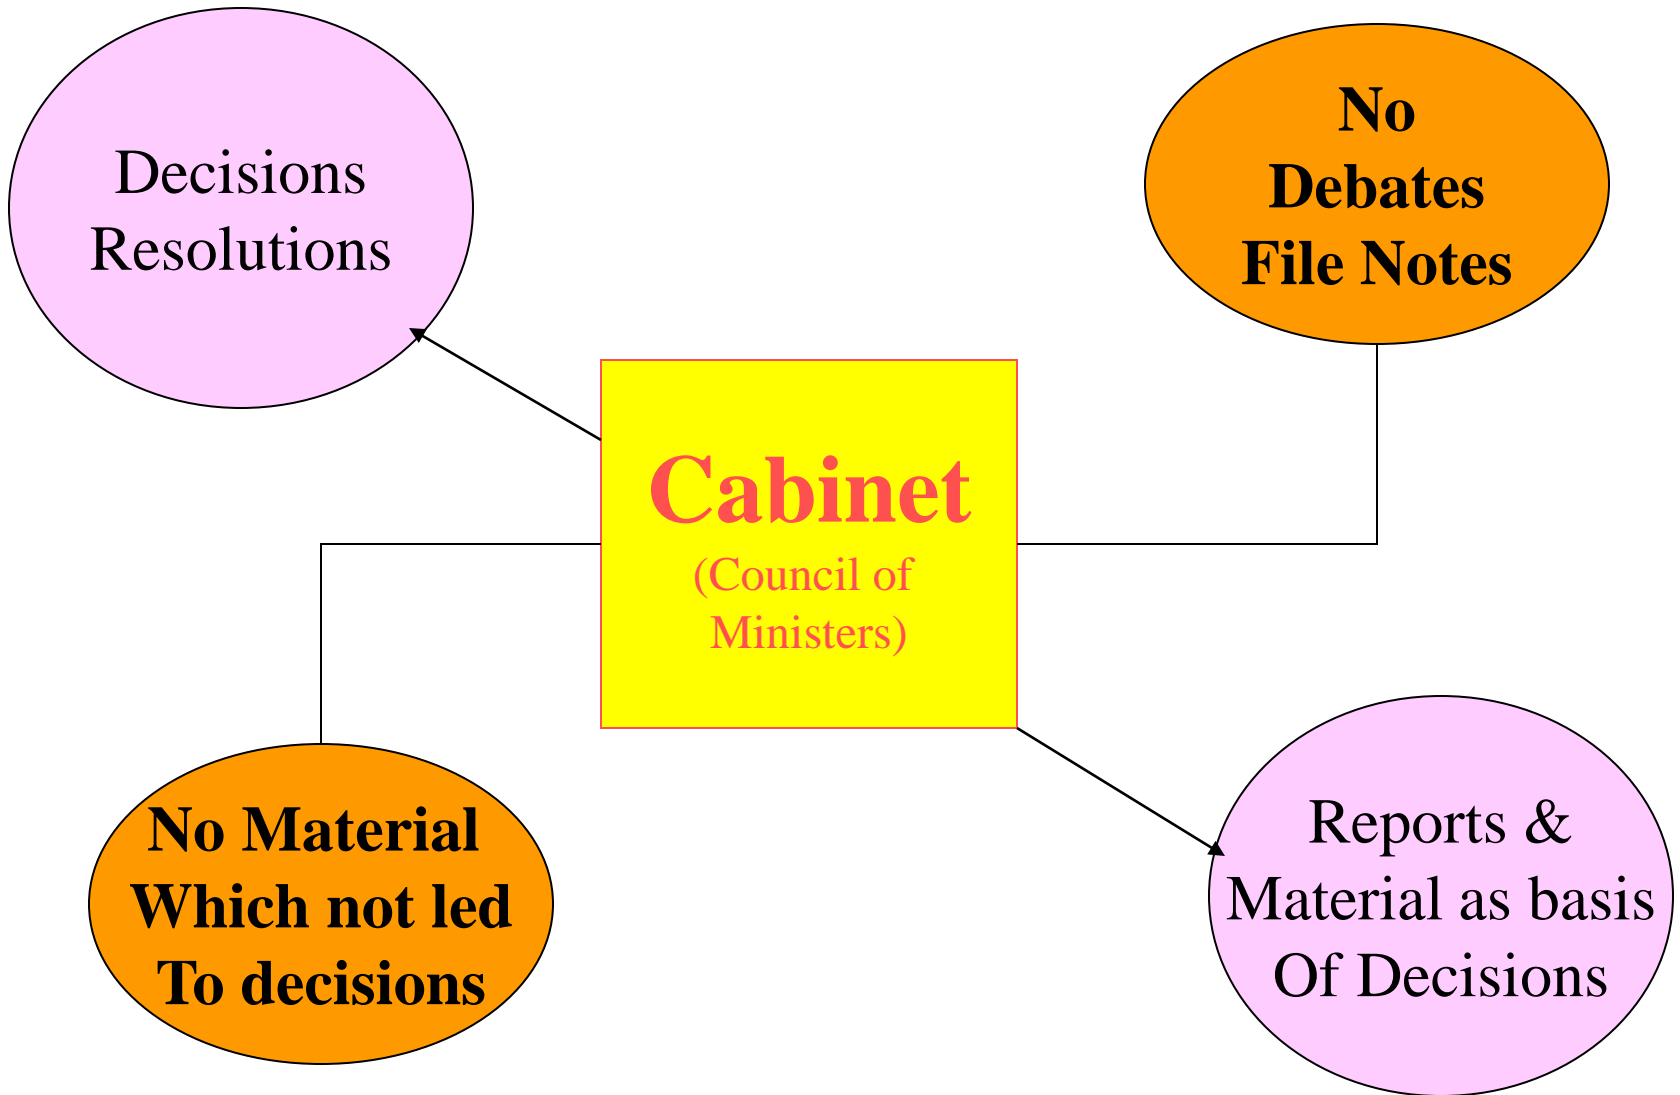 Decisions
Resolutions
No
Debates
File Notes
Cabinet
(Council of
Ministers)
No Material
Which not led
To decisions
Reports &
Material as basis
Of Decisions